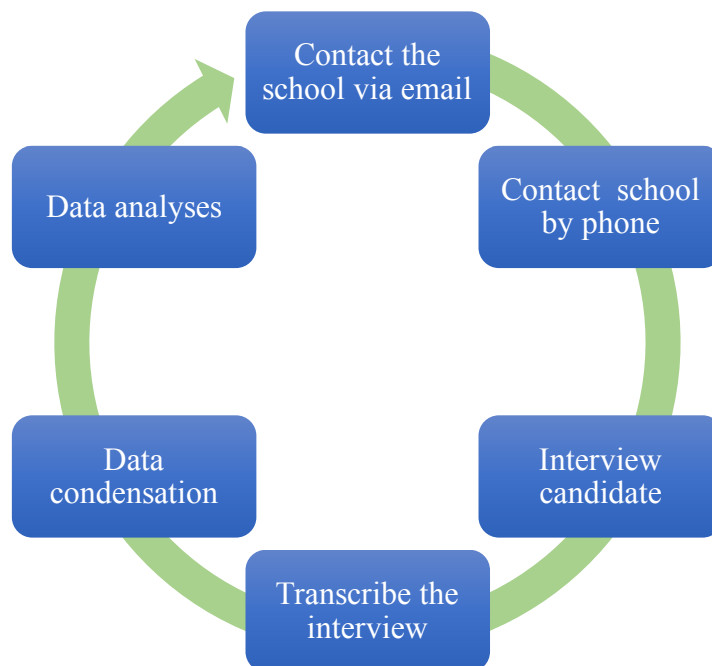 Contact the
school via email
Contact school
by phone
Interview
candidate
Transcribe the
interview
Data
condensation
Data analyses